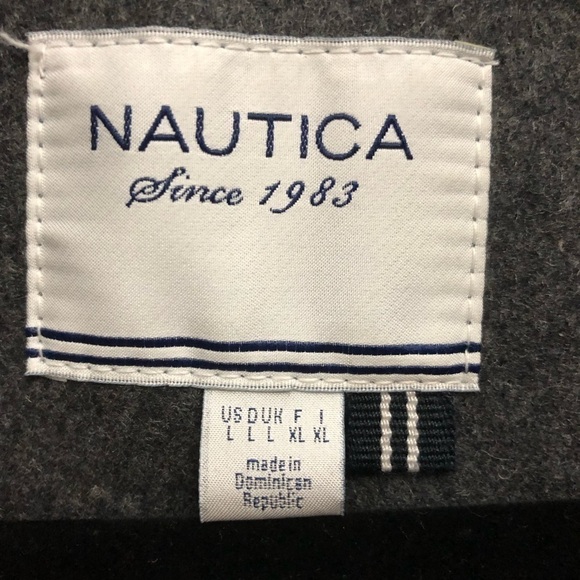 NAUTICA
Since 1983
US D UK F I
L L L XL XL
made in
Dominican
Republic